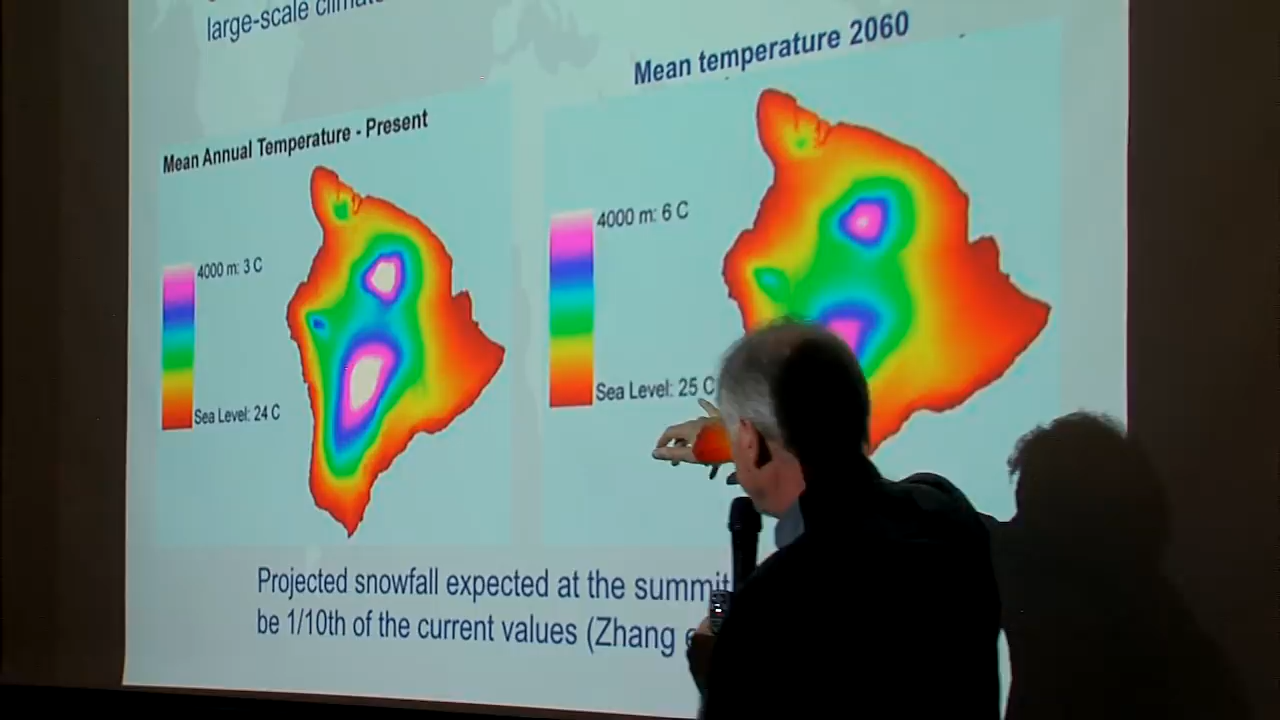 large-scale
Mean temperature 2060
Mean Annual Temperature - Present
4000 m: 6 C
4000 m: 3 C
Sea Level: 25 C
Sea Level: 24 C
Projected snowfall expected at the summit
be 1/10th of the current values (Zhang